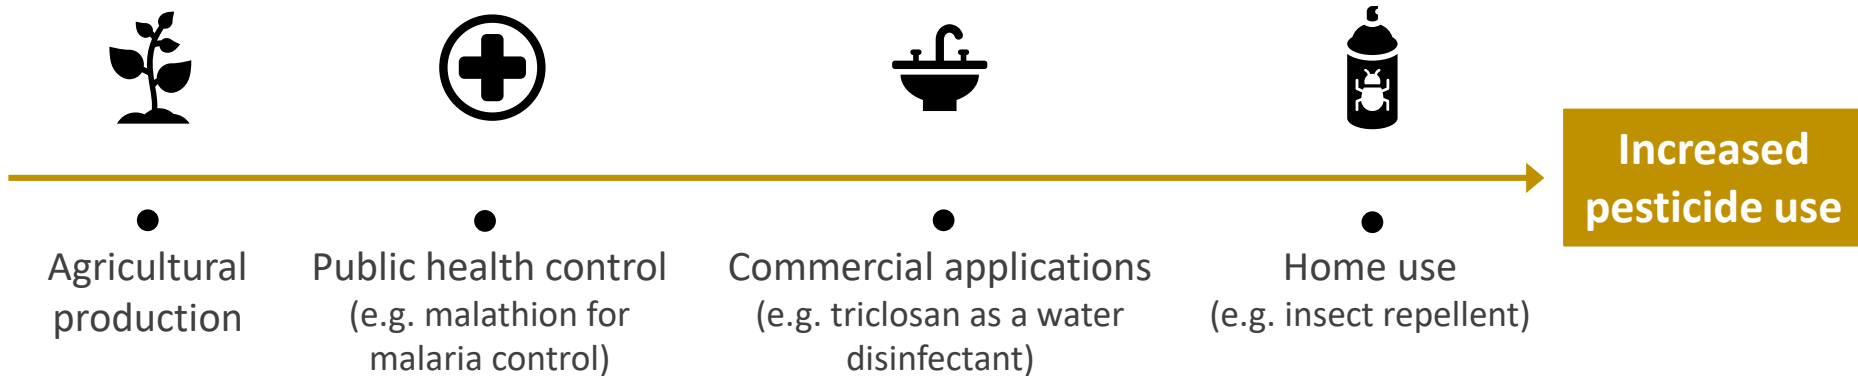 Increased
pesticide use
Agricultural
production
Public health control
(e.g. malathion for
malaria control)
Commercial applications
(e.g. triclosan as a water
disinfectant)
Home use
(e.g. insect repellent)